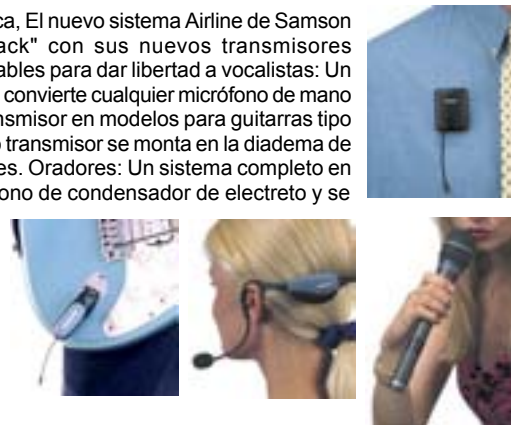 ca, El nuevo sistema Airline de Samson
ack" con sus nuevos transmisores
ables para dar libertad a vocalistas: Un
convierte cualquier micrófono de mano
nsmisor en modelos para guitarras tipo
o transmisor se monta en la diadema de
es. Oradores: Un sistema completo en
ono de condensador de electreto y se